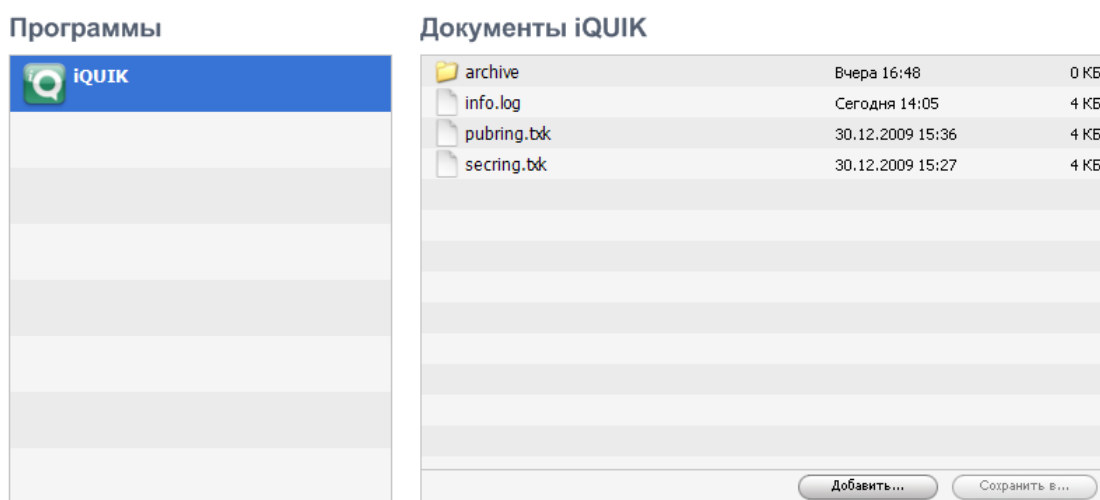 Программы
Документы iQUIK
iQUIK
archive Вчера 16:48 0 КБ
info.log Сегодня 14:05 4 КБ
pubring.txk 30.12.2009 15:36 4 КБ
secring.txk 30.12.2009 15:27 4 КБ
Добавить... Сохранить в...